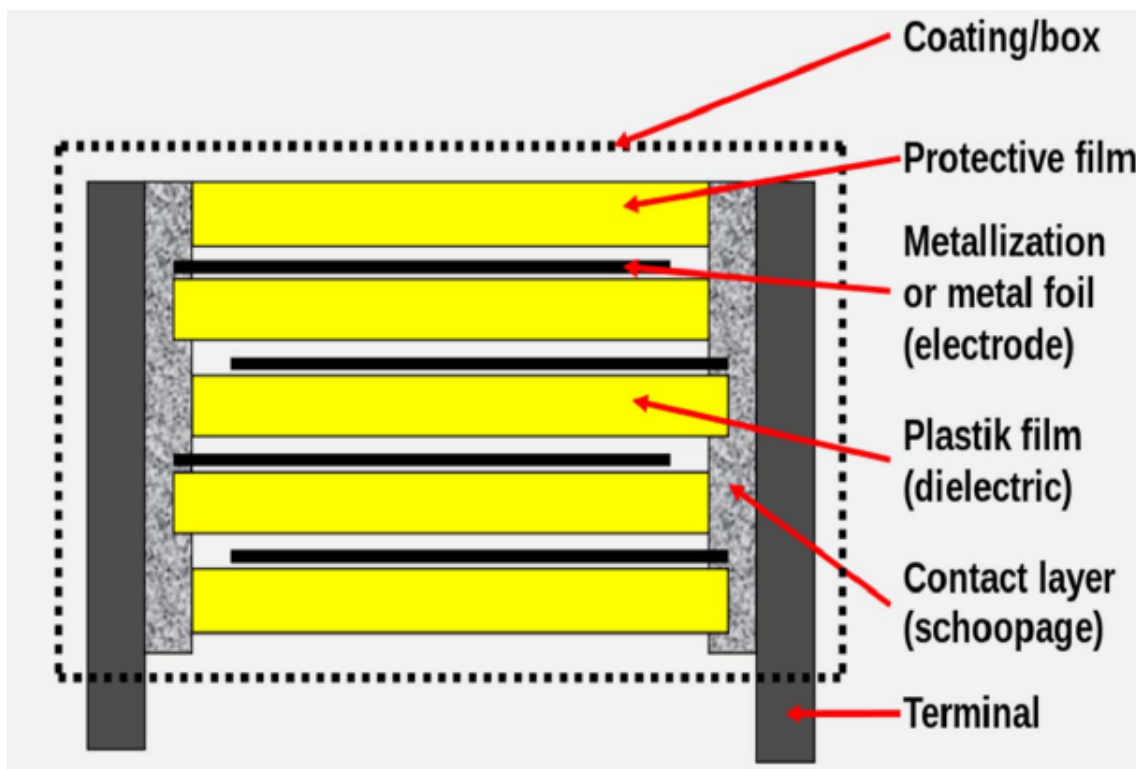 Coating/box
Protective film
Metallization
or metal foil
(electrode)
Plastik film
(dielectric)
Contact layer
(schoopage)
Terminal